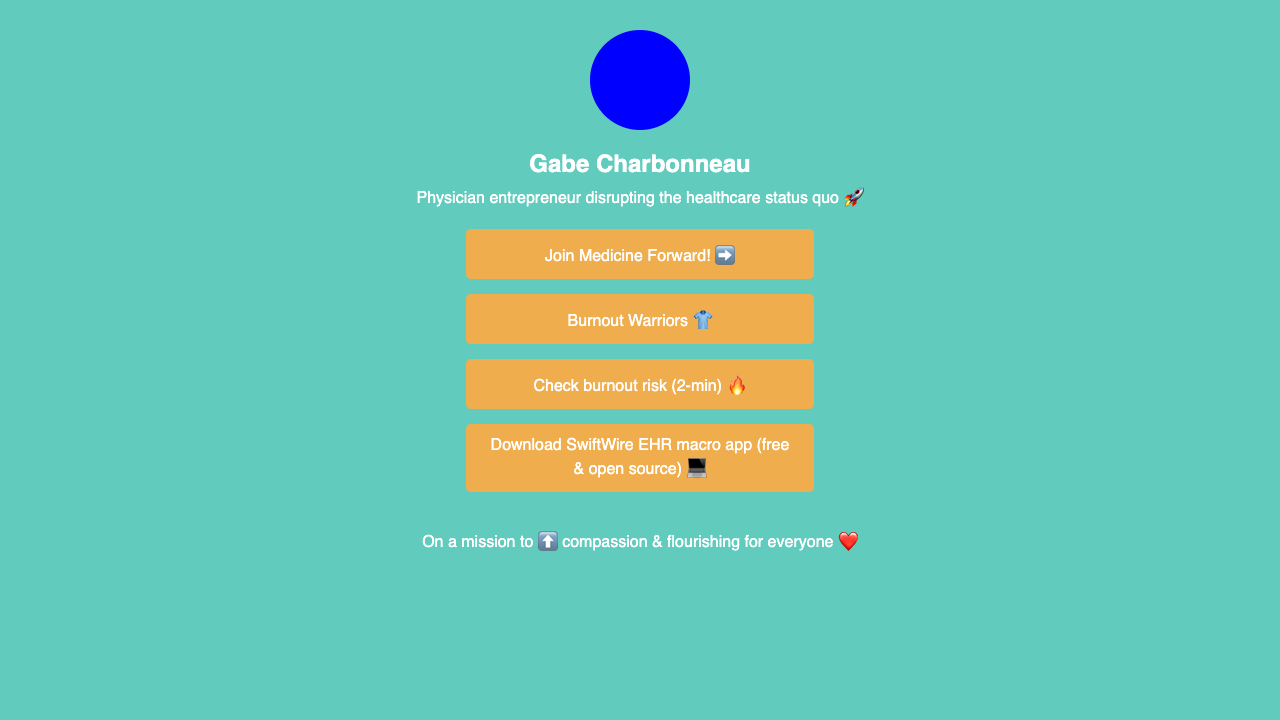 Gabe Charbonneau
Physician entrepreneur disrupting the healthcare status quo 🚀
Join Medicine Forward! ➡️
Burnout Warriors 👕
Check burnout risk (2-min) 🔥
Download SwiftWire EHR macro app (free
& open source) 💻
On a mission to ⬆️ compassion & flourishing for everyone ❤️